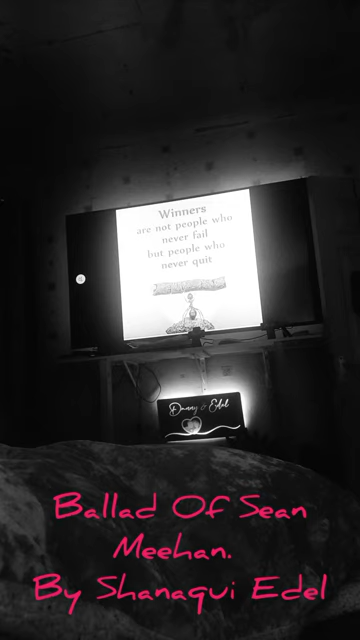 Winners
are not people who
never fail
but people who
never quit
Danny & Edel
Ballad Of Sean
Meehan.
By Shanaqui Edel